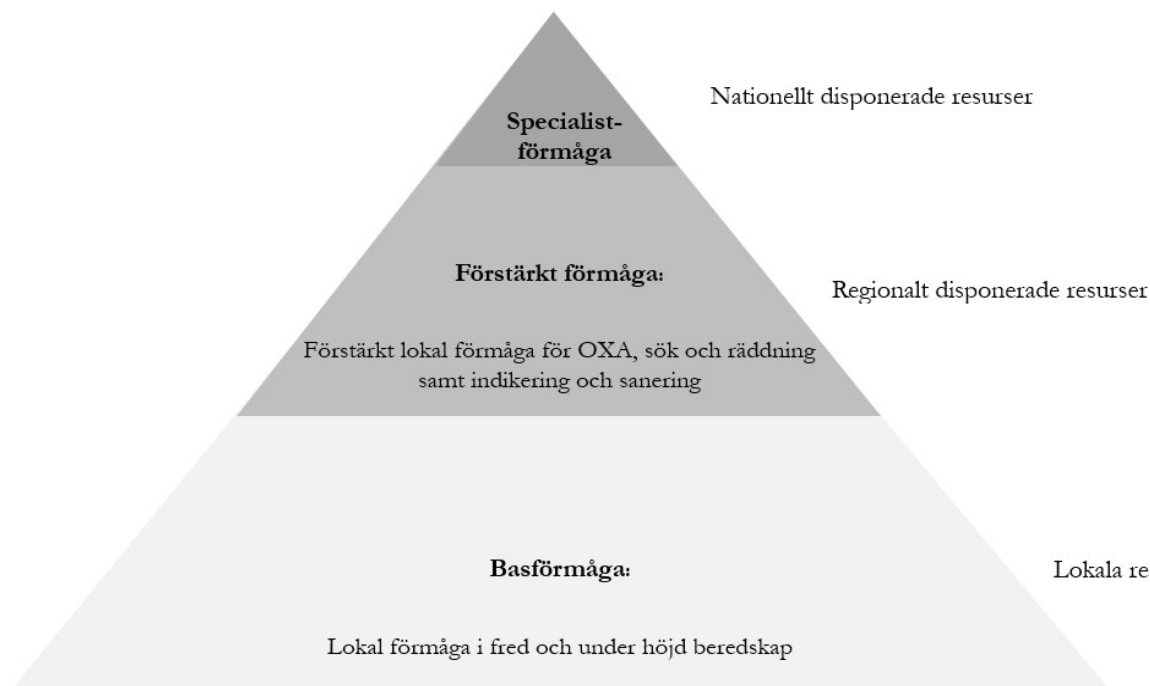 Nationellt disponerade resurser
Specialist-
förmåga
Förstärkt förmåga:
Regionalt disponerade resurser
Förstärkt lokal förmåga för OXA, sök och räddning
samt indikering och sanering
Basförmåga:
Lokala re
Lokal förmåga i fred och under höjd beredskap